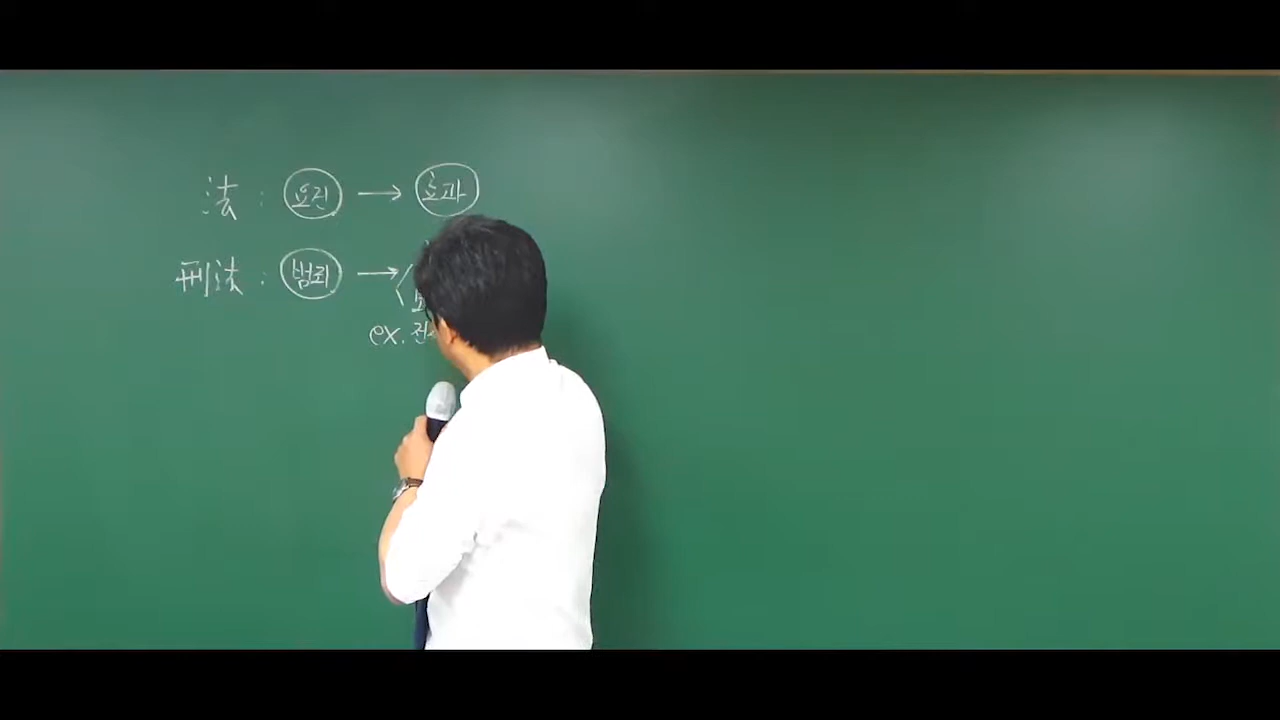 法 : 요건 → 효과
刑法 : 범죄 →
ex.